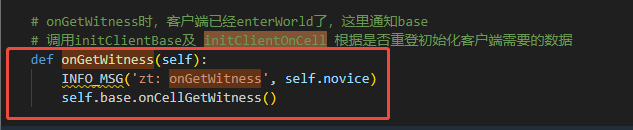 # onGetWitness时，客户端已经enterWorld了，这里通知base
# 调用initClientBase及 initClientOnCell 根据是否重登初始化客户端需要的数据
def onGetWitness(self):
INFO_MSG('zt: onGetWitness', self.novice)
self.base.onCellGetWitness()